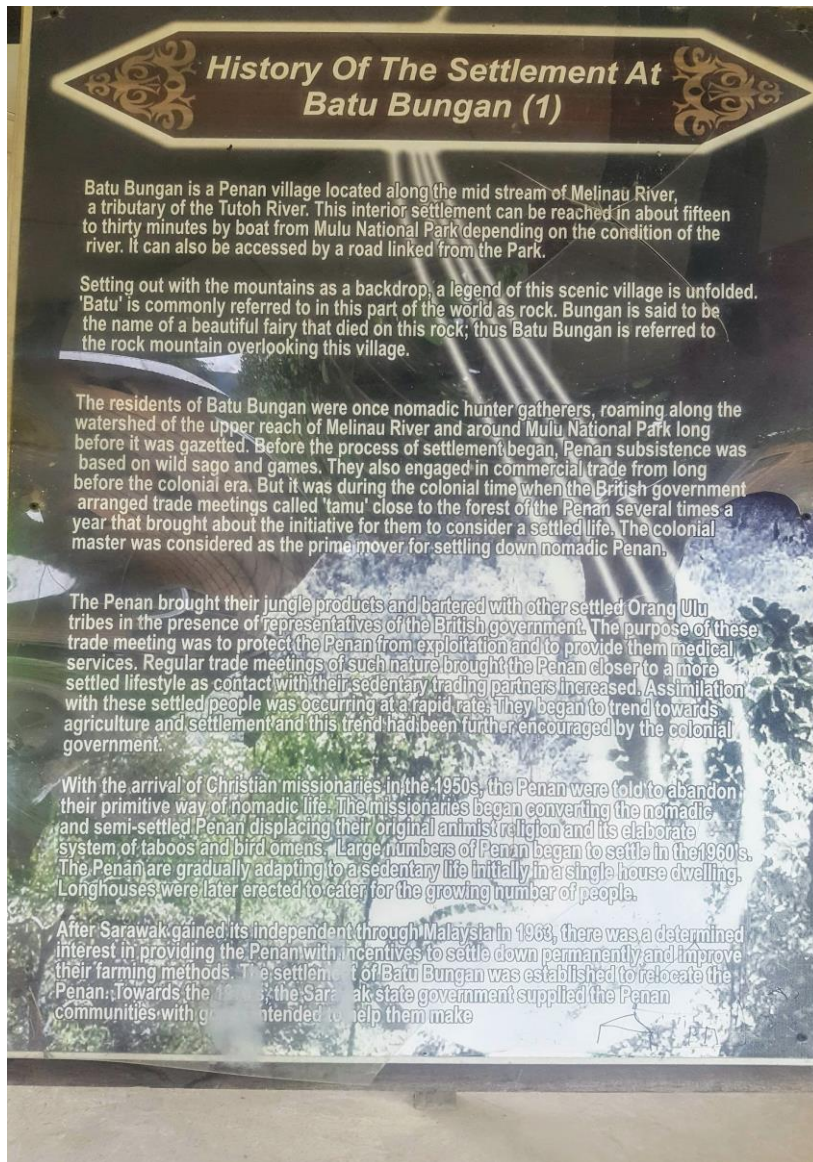 History Of The Settlement At
Batu Bungan (1)
Batu Bungan is a Penan village located along the mid stream of Melinau River,
a tributary of the Tutoh River. This interior settlement can be reached in about fifteen
to thirty minutes by boat from Mulu National Park depending on the condition of the
river. It can also be accessed by a road linked from the Park.
Setting out with the mountains as a backdrop, a legend of this scenic village is unfolded.
'Batu' is commonly referred to in this part of the world as rock. Bungan is said to be
the name of a beautiful fairy that died on this rock; thus Batu Bungan is referred to
the rock mountain overlooking this village.
The residents of Batu Bungan were once nomadic hunter gatherers, roaming along the
watershed of the upper reach of Melinau River and around Mulu National Park long
before it was gazetted. Before the process of settlement began, Penan subsistence was
based on wild sago and games. They also engaged in commercial trade from long
before the colonial era. But it was during the colonial time when the British government
arranged trade meetings called 'tamu' close to the forest of the Penan several times a
year that brought about the initiative for them to consider a settled life. The colonial
master was considered as the prime mover for settling down nomadic Penan.
The Penan brought their jungle products and bartered with other settled Orang Ulu
tribes in the presence of representatives of the British government. The purpose of these
trade meeting was to protect the Penan from exploitation and to provide them medical
services. Regular trade meetings of such nature brought the Penan closer to a more
settled lifestyle as contact with their sedentary trading partners increased. Assimilation
with these settled people was occurring at a rapid rate. They began to trend towards
agriculture and settlement and this trend had been further encouraged by the colonial
government.
With the arrival of Christian missionaries in the 1950s, the Penan were told to abandon
their primitive way of nomadic life. The missionaries began converting the nomadic
and semi-settled Penan displacing their original animist religion and its elaborate
system of taboos and bird omens. Large numbers of Penan began to settle in the1960's.
The Penan are gradually adapting to a sedentary life initially in a single house dwelling.
Longhouses were later erected to cater for the growing number of people.
After Sarawak gained its independent through Malaysia in 1963, there was a determined
interest in providing the Penan with incentives to settle down permanently and improve
their farming methods. The settlement of Batu Bungan was established to relocate the
Penan. Towards the the Sarawak state government supplied the Penan
communities with intended to help them make